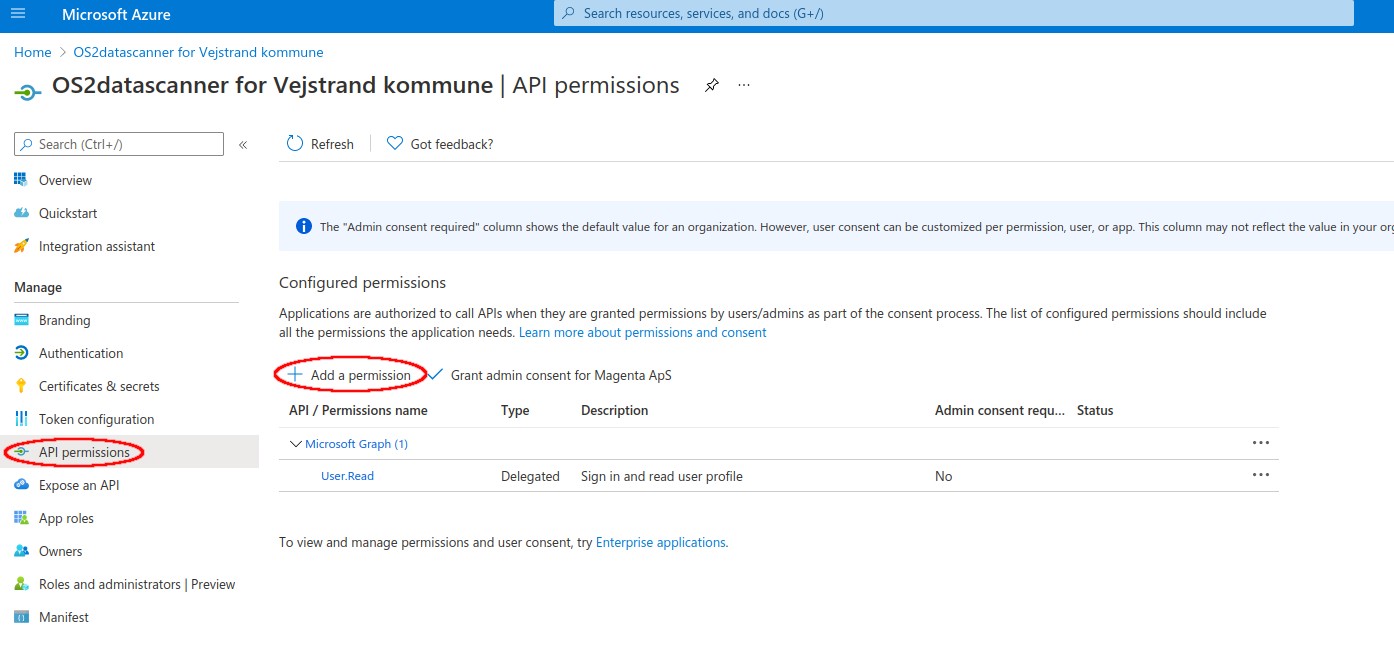 Microsoft Azure
Search resources, services, and docs (G+/)
Home > OS2datascanner for Vejstrand kommune
OS2datascanner for Vejstrand kommune | API permissions ...
Search (Ctrl+/) «
Refresh Got feedback?
Overview
Quickstart
Integration assistant
Manage
Branding
Authentication
Certificates & secrets
Token configuration
API permissions
Expose an API
App roles
Owners
Roles and administrators | Preview
Manifest
The "Admin consent required" column shows the default value for an organization. However, user consent can be customized per permission, user, or app. This column may not reflect the value in your
Configured permissions
Applications are authorized to call APIs when they are granted permissions by users/admins as part of the consent process. The list of configured permissions should include
all the permissions the application needs. Learn more about permissions and consent
Add a permission Grant admin consent for Magenta ApS
API / Permissions name Type Description Admin consent requ... Status
Microsoft Graph (1) ...
User.Read Delegated Sign in and read user profile No ...
To view and manage permissions and user consent, try Enterprise applications.